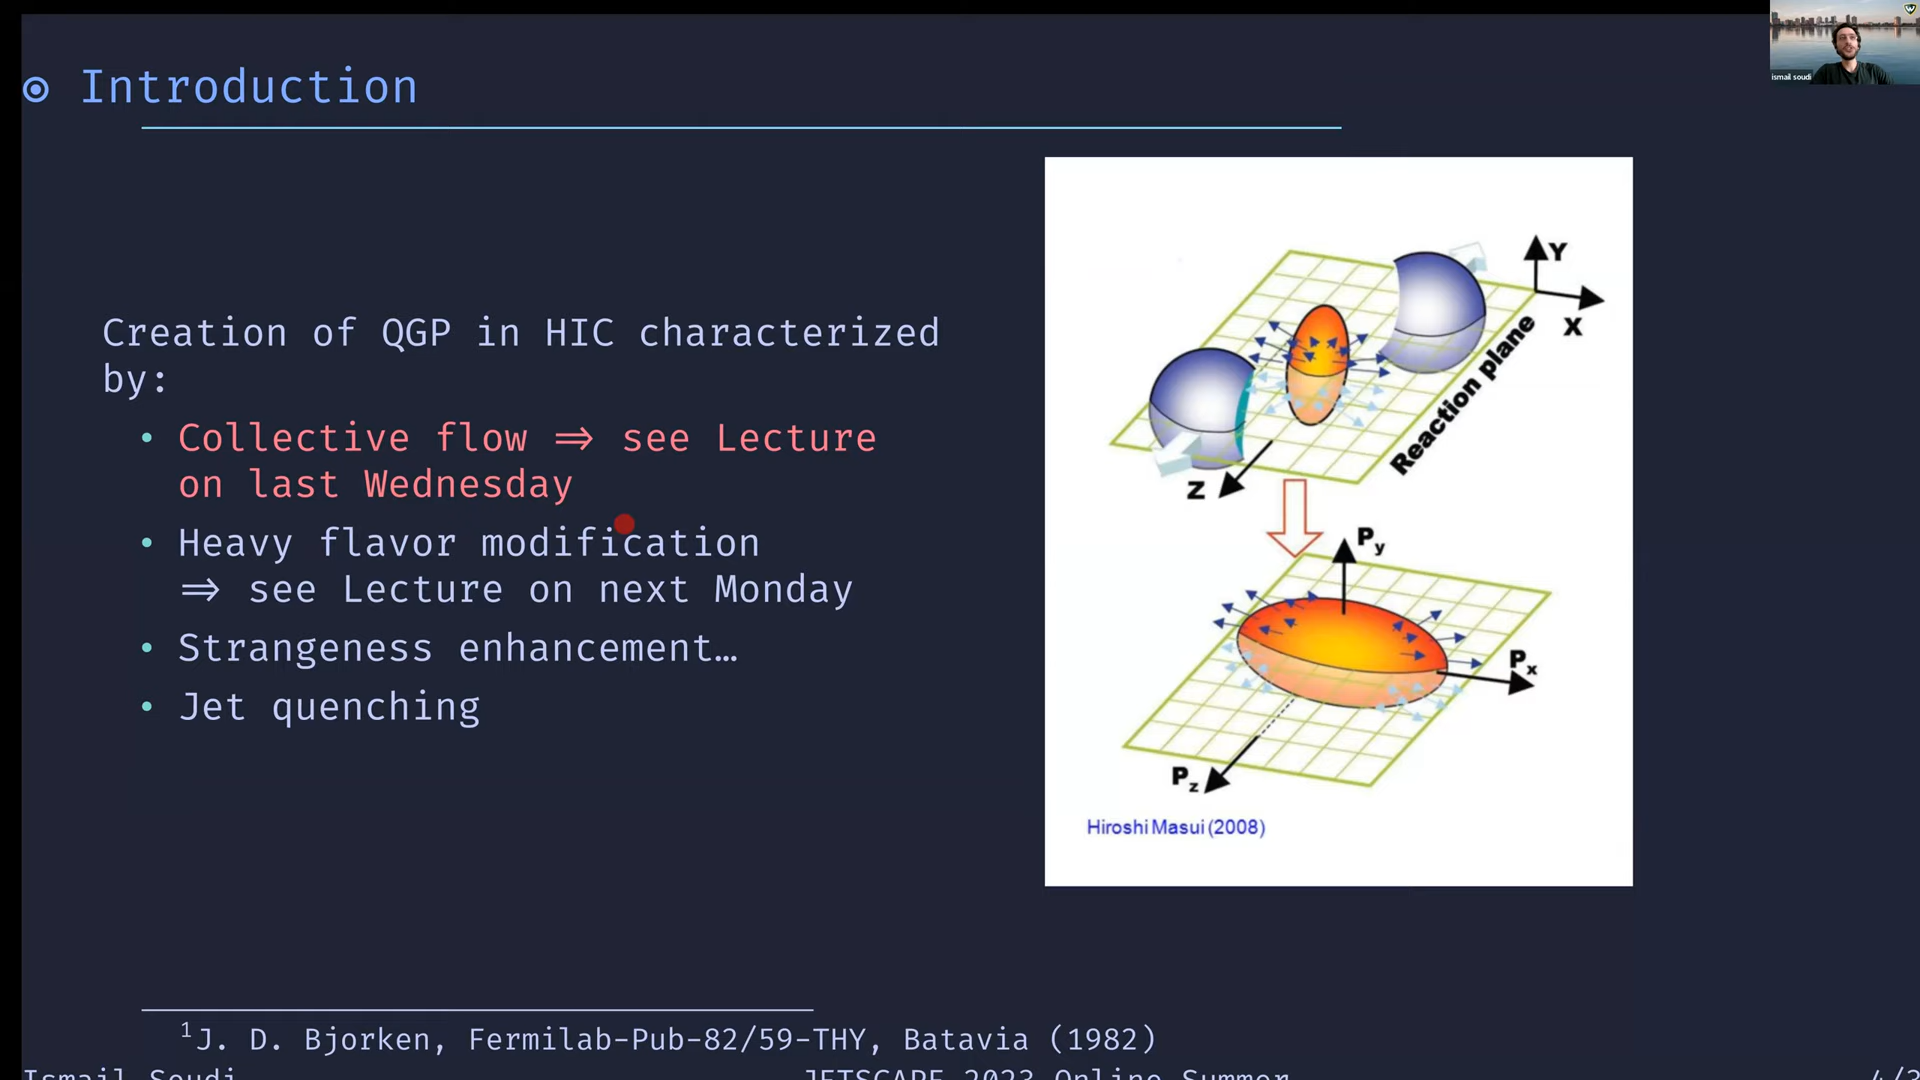 ismail soudi
Introduction
Creation of QGP in HIC characterized
by:
• Collective flow ⇒ see Lecture
on last Wednesday
• Heavy flavor modification
⇒ see Lecture on next Monday
• Strangeness enhancement…
• Jet quenching
Y
X
Reaction plane
Z
Py
Px
Pz
Hiroshi Masui (2008)
1J. D. Bjorken, Fermilab-Pub-82/59-THY, Batavia (1982)
Ismail Soudi
JETSCAPE 2023 Online Summer